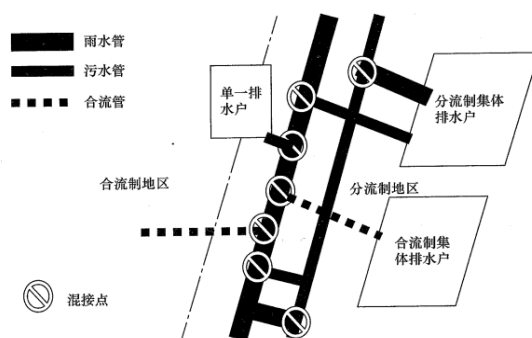 雨水管
污水管
合流管
单一排
水户
分流制集体
排水户
合流制地区
分流制地区
合流制集
体排水户
混接点